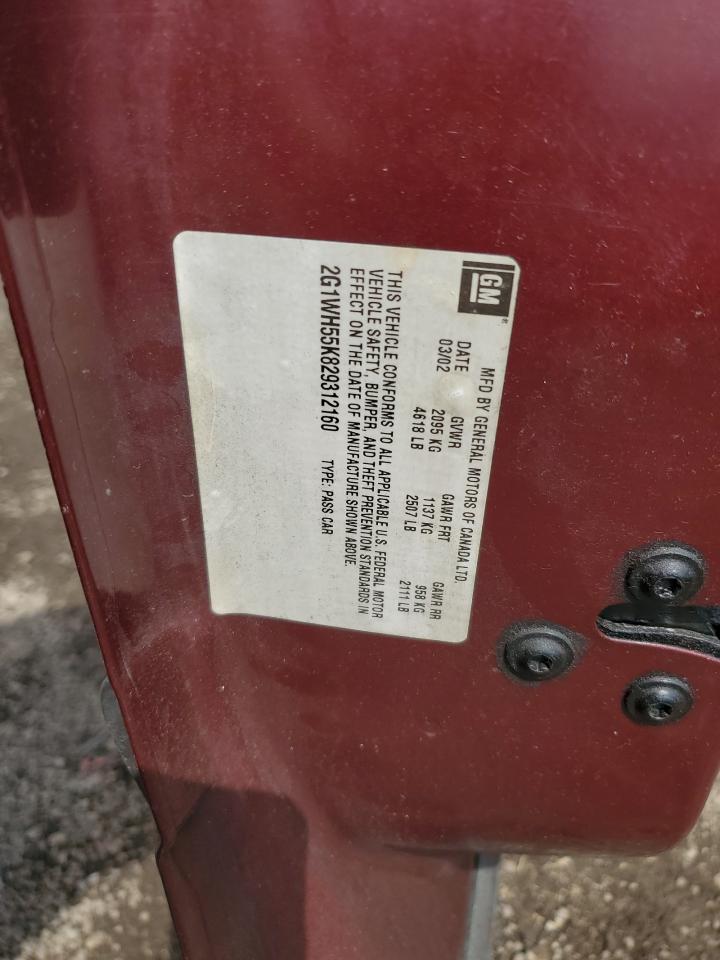 GM®
MFD BY GENERAL MOTORS OF CANADA LTD.
DATE GVWR GAWR FRT GAWR RR
03/02 2095 KG 1137 KG 958 KG
4618 LB 2507 LB 2111 LB
THIS VEHICLE CONFORMS TO ALL APPLICABLE U.S. FEDERAL MOTOR
VEHICLE SAFETY, BUMPER, AND THEFT PREVENTION STANDARDS IN
EFFECT ON THE DATE OF MANUFACTURE SHOWN ABOVE.
2G1WH55K829312160 TYPE: PASS CAR